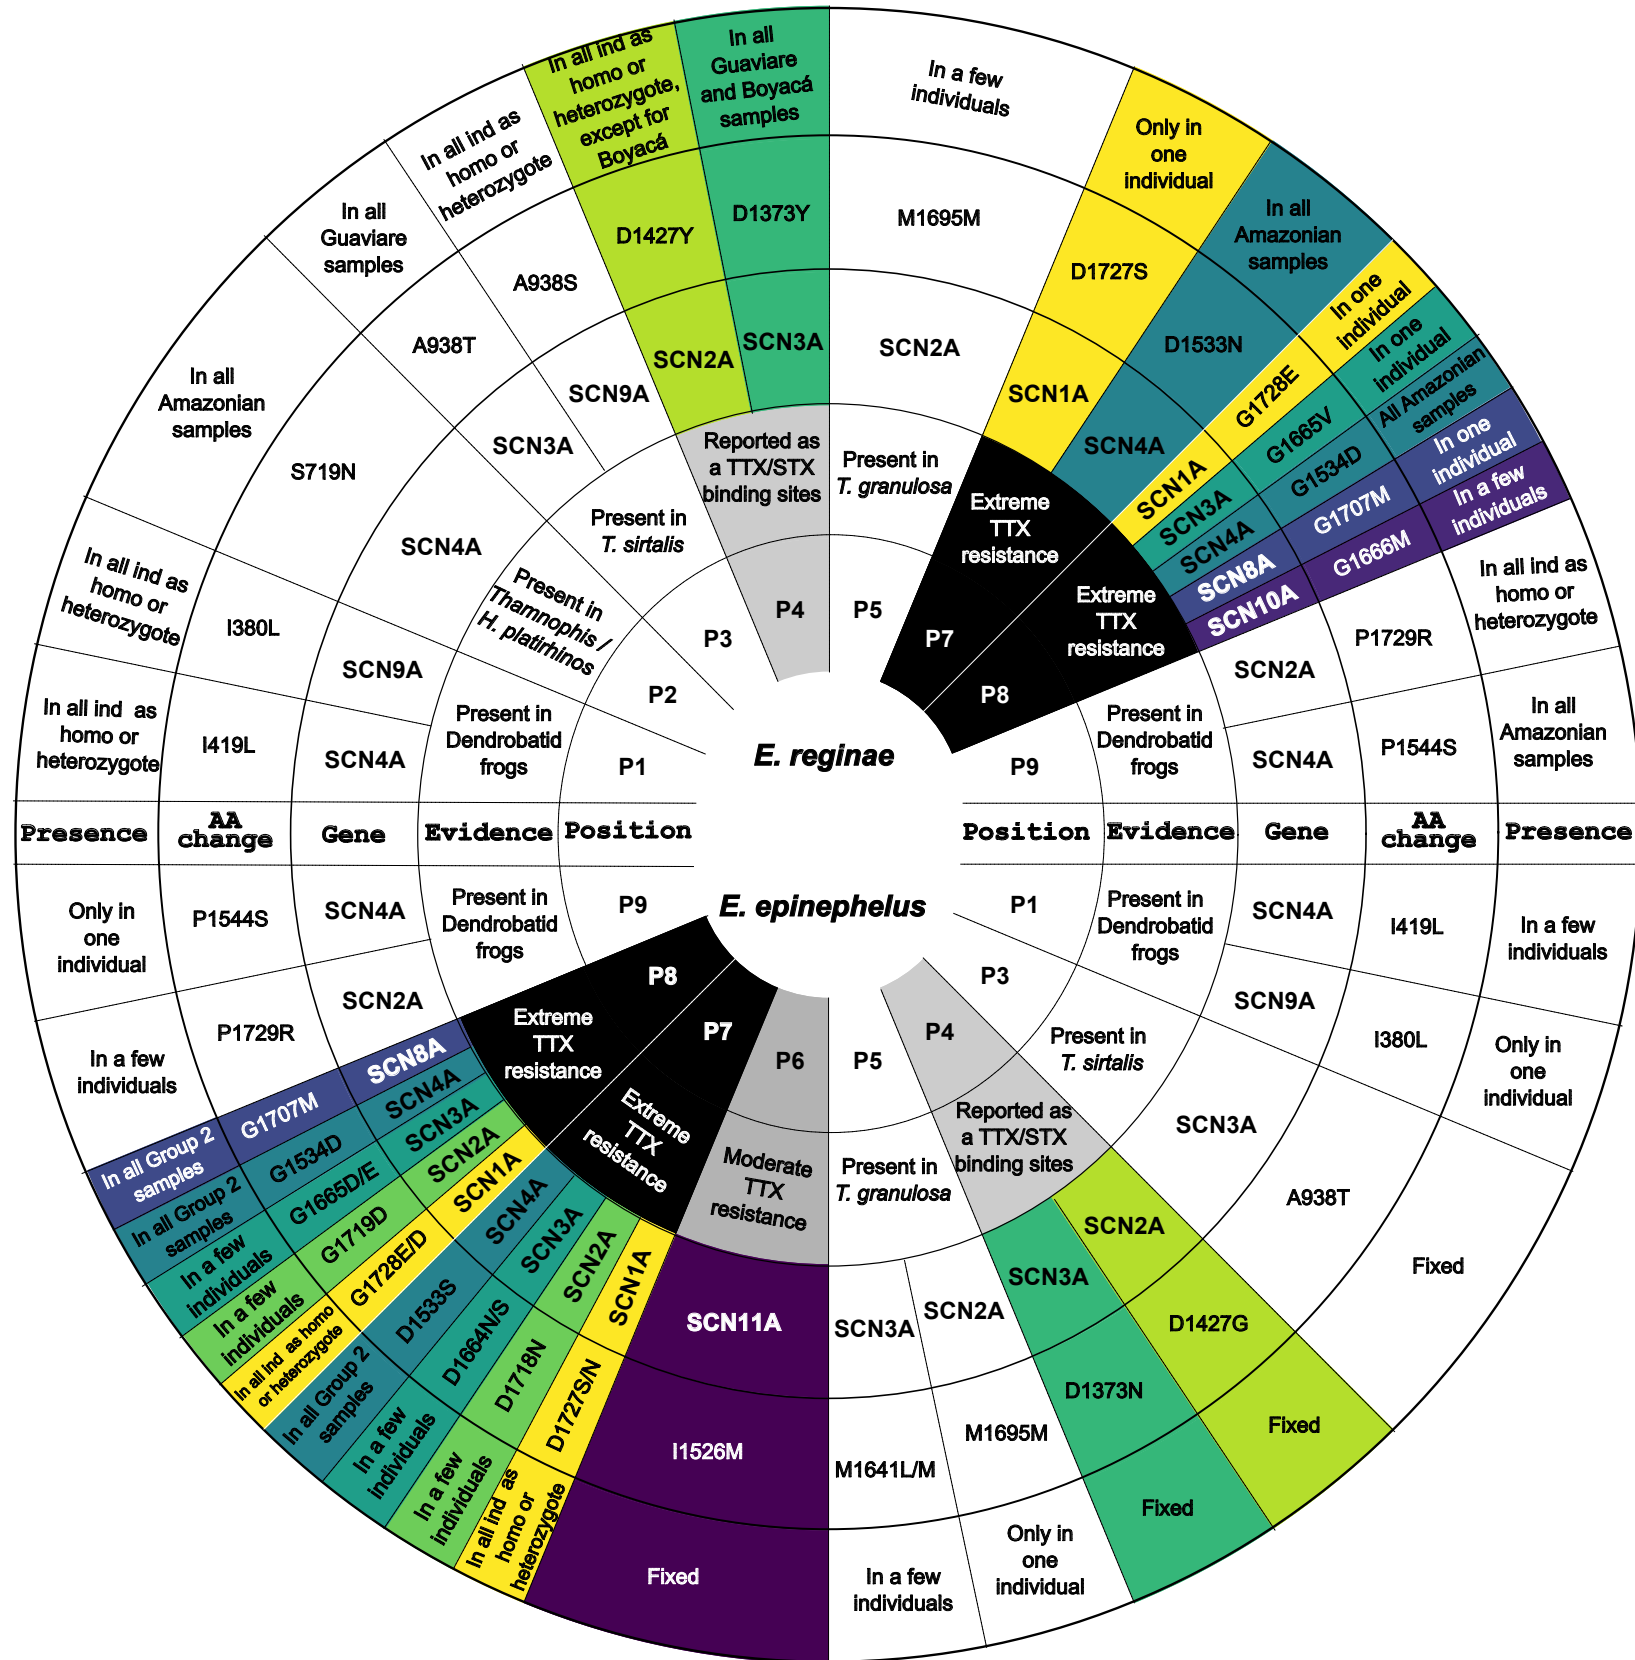 In all ind as
homo or
heterozygote,
except for
Boyacá
D1427Y
SCN2A
In all
Guaviare
and Boyacá
samples
D1373Y
SCN3A
Reported as
a TTX/STX
binding sites
P4
In a few
individuals
M1695M
SCN2A
Present in
T. granulosa
P5
Only in
one
individual
D1727S
SCN1A
In all
Amazonian
samples
D1533N
SCN4A
Extreme
TTX
resistance
P7
In one
individual
G1728E
SCN1A
In one
individual
G1665V
SCN3A
All Amazonian
samples
G1534D
SCN4A
In one
individual
G1707M
SCN8A
In a few
individuals
G1666M
SCN10A
Extreme
TTX
resistance
P8
In all ind as
homo or
heterozygote
P1729R
SCN2A
In all
Amazonian
samples
P1544S
SCN4A
Present in
Dendrobatid
frogs
P9
In all ind as
homo or
heterozygote
A938S
SCN9A
In all
Guaviare
samples
A938T
SCN3A
Present in
T. sirtalis
P3
In all
Amazonian
samples
S719N
SCN4A
Present in
Thamnophis /
H. platirhinos
P2
In all ind as
homo or
heterozygote
I380L
SCN9A
In all ind as
homo or
heterozygote
I419L
SCN4A
Present in
Dendrobatid
frogs
P1
E. reginae
Presence
AA
change
Gene
Evidence
Position
Position
Evidence
Gene
AA
change
Presence
E. epinephelus
Only in
one
individual
P1544S
SCN4A
In a few
individuals
P1729R
SCN2A
Present in
Dendrobatid
frogs
P9
In all Group 2
samples
G1707M
SCN8A
In all Group 2
samples
G1534D
SCN4A
In a few
individuals
G1665D/E
SCN3A
In a few
individuals
G1719D
SCN2A
In all ind as homo
or heterozygote
G1728E/D
SCN1A
Extreme
TTX
resistance
P8
In all Group 2
samples
D1533S
SCN4A
In a few
individuals
D1664N/S
SCN3A
In a few
individuals
D1718N
SCN2A
In all ind as
homo or
heterozygote
D1727S/N
SCN1A
Extreme
TTX
resistance
P7
Fixed
I1526M
SCN11A
Moderate
TTX
resistance
P6
In a few
individuals
M1641L/M
SCN3A
Only in
one
individual
M1695M
SCN2A
Present in
T. granulosa
P5
Fixed
D1373N
SCN3A
Fixed
D1427G
SCN2A
Reported as
a TTX/STX
binding sites
P4
Fixed
A938T
SCN3A
Only in
one
individual
I380L
SCN9A
Present in
T. sirtalis
P3
In a few
individuals
I419L
SCN4A
Present in
Dendrobatid
frogs
P1